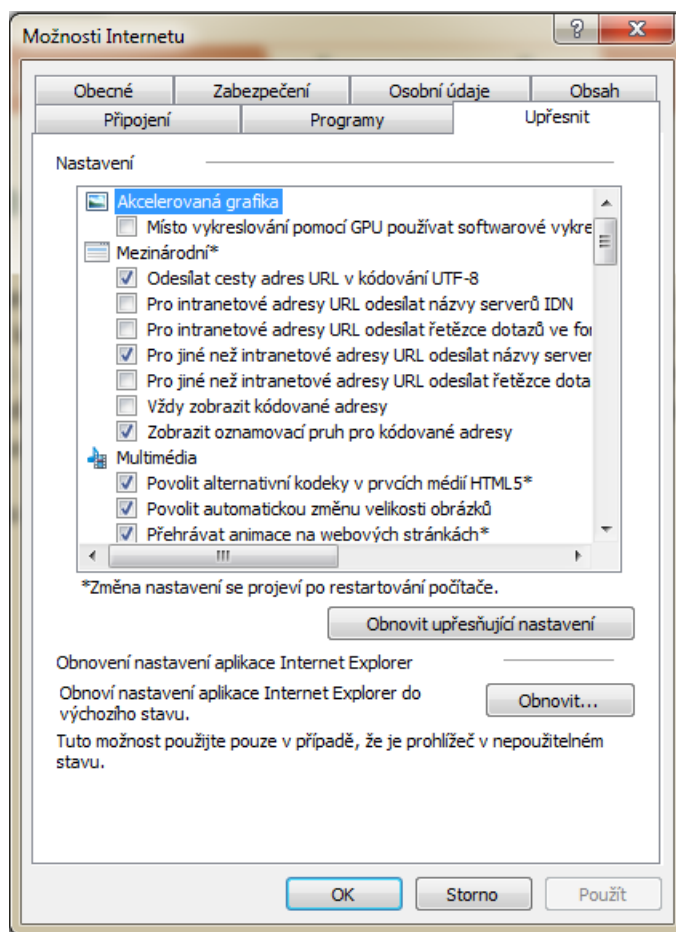 Možnosti Internetu
Obecné Zabezpečení Osobní údaje Obsah
Připojení Programy Upřesnit
Nastavení
Akcelerovaná grafika
Místo vykreslování pomocí GPU používat softwarové vykre
Mezinárodní*
Odesílat cesty adres URL v kódování UTF-8
Pro intranetové adresy URL odesílat názvy serverů IDN
Pro intranetové adresy URL odesílat řetězce dotazů ve for
Pro jiné než intranetové adresy URL odesílat názvy server
Pro jiné než intranetové adresy URL odesílat řetězce dota
Vždy zobrazit kódované adresy
Zobrazit oznamovací pruh pro kódované adresy
Multimédia
Povolit alternativní kodeky v prvcích médií HTML5*
Povolit automatickou změnu velikosti obrázků
Přehrávat animace na webových stránkách*
*Změna nastavení se projeví po restartování počítače.
Obnovit upřesňující nastavení
Obnovení nastavení aplikace Internet Explorer
Obnoví nastavení aplikace Internet Explorer do
výchozího stavu.
Obnovit...
Tuto možnost použijte pouze v případě, že je prohlížeč v nepoužitelném
stavu.
OK Storno Použít